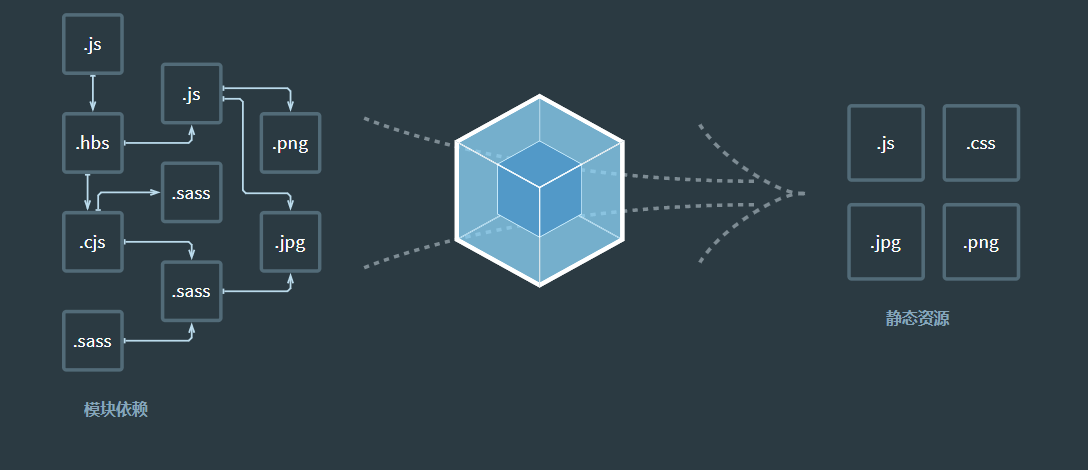 .js
.js
.hbs
.png
.sass
.cjs
.jpg
.sass
.sass
模块依赖
.js
.css
.jpg
.png
静态资源